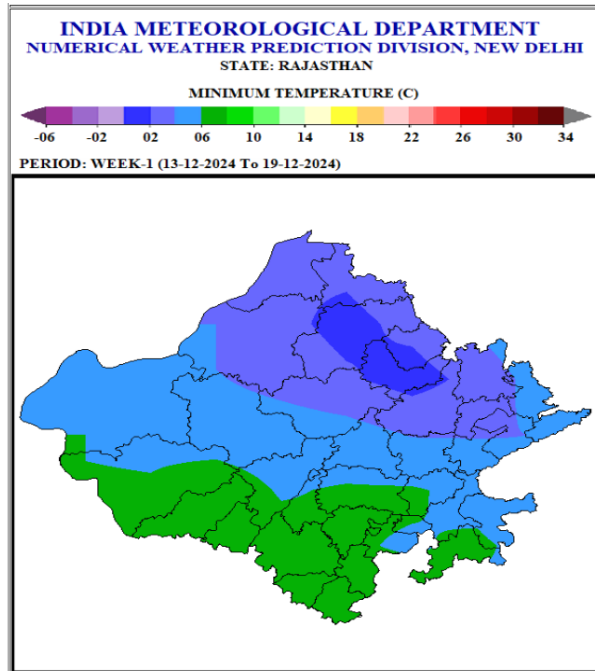 INDIA METEOROLOGICAL DEPARTMENT
NUMERICAL WEATHER PREDICTION DIVISION, NEW DELHI
STATE: RAJASTHAN
MINIMUM TEMPERATURE (C)
-06 -02 02 06 10 14 18 22 26 30 34
PERIOD: WEEK-1 (13-12-2024 To 19-12-2024)